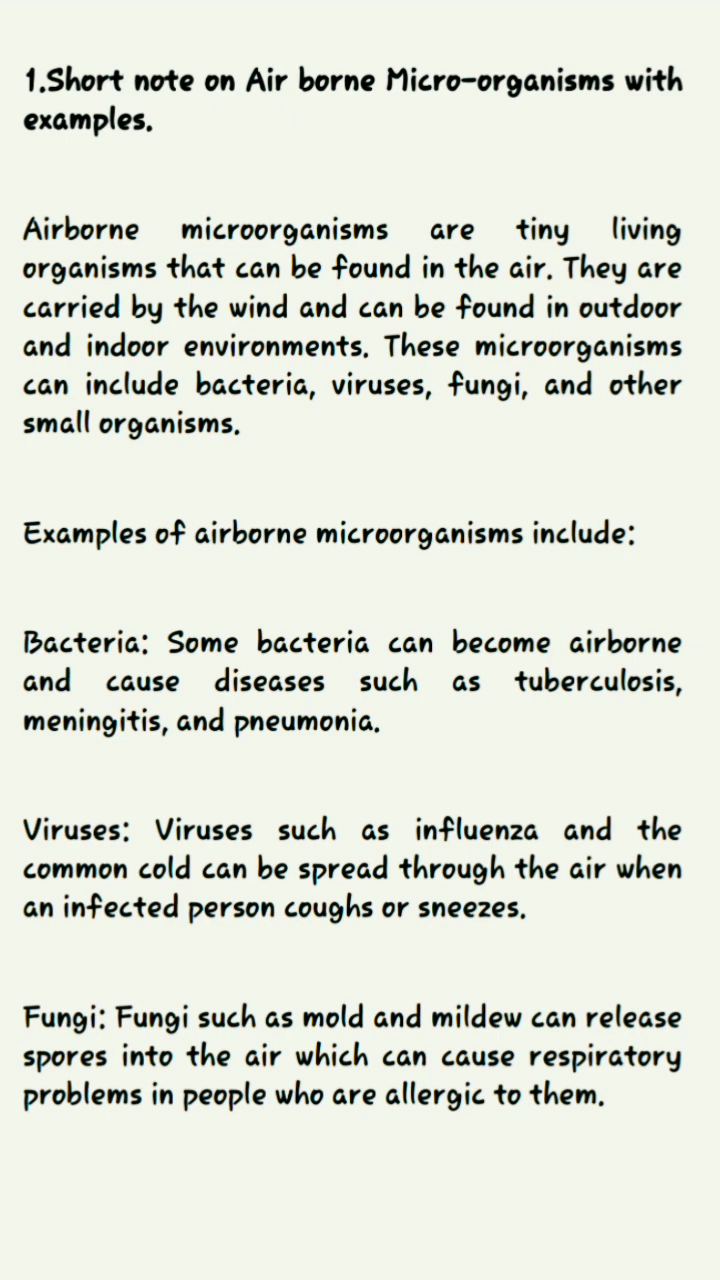 1.Short note on Air borne Micro-organisms with
examples.
Airborne microorganisms are tiny living
organisms that can be found in the air. They are
carried by the wind and can be found in outdoor
and indoor environments. These microorganisms
can include bacteria, viruses, fungi, and other
small organisms.
Examples of airborne microorganisms include:
Bacteria: Some bacteria can become airborne
and cause diseases such as tuberculosis,
meningitis, and pneumonia.
Viruses: Viruses such as influenza and the
common cold can be spread through the air when
an infected person coughs or sneezes.
Fungi: Fungi such as mold and mildew can release
spores into the air which can cause respiratory
problems in people who are allergic to them.